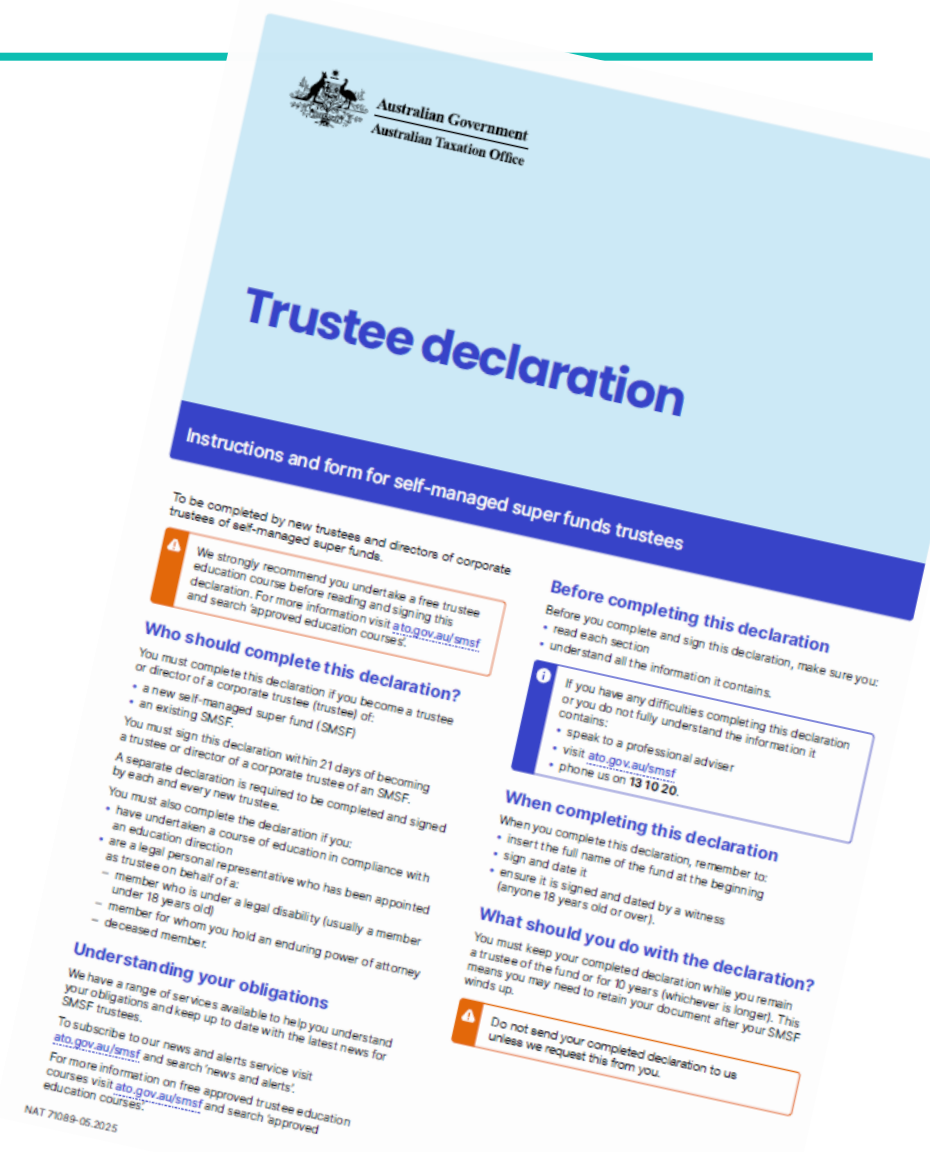 Australian Government
Australian Taxation Office
Trustee declaration
Instructions and form for self-managed super funds trustees
To be completed by new trustees and directors of corporate
trustees of self-managed super funds.
We strongly recommend you undertake a free trustee
education course before reading and signing this
declaration. For more information visit ato.gov.au/smsf
and search ‘approved education courses’.
Who should complete this declaration?
You must complete this declaration if you become a trustee
or director of a corporate trustee (trustee) of:
• a new self-managed super fund (SMSF)
• an existing SMSF.
You must sign this declaration within 21 days of becoming
a trustee or director of a corporate trustee of an SMSF.
A separate declaration is required to be completed and signed
by each and every new trustee.
You must also complete the declaration if you:
• have undertaken a course of education in compliance with
an education direction
• are a legal personal representative who has been appointed
as trustee on behalf of a:
– member who is under a legal disability (usually a member
under 18 years old)
– member for whom you hold an enduring power of attorney
– deceased member.
Understanding your obligations
We have a range of services available to help you understand
your obligations and keep up to date with the latest news for
SMSF trustees.
To subscribe to our news and alerts service visit
ato.gov.au/smsf and search ‘news and alerts’.
For more information on free approved trustee education
courses visit ato.gov.au/smsf and search ‘approved
education courses.’
NAT 71089-05.2025
Before completing this declaration
Before you complete and sign this declaration, make sure you:
• read each section
• understand all the information it contains.
If you have any difficulties completing this declaration
or you do not fully understand the information it
contains:
• speak to a professional adviser
• visit ato.gov.au/smsf
• phone us on 13 10 20.
When completing this declaration
When you complete this declaration, remember to:
• insert the full name of the fund at the beginning
• sign and date it
• ensure it is signed and dated by a witness
(anyone 18 years old or over).
What should you do with the declaration?
You must keep your completed declaration while you remain
a trustee of the fund or for 10 years (whichever is longer). This
means you may need to retain your document after your SMSF
winds up.
Do not send your completed declaration to us
unless we request this from you.